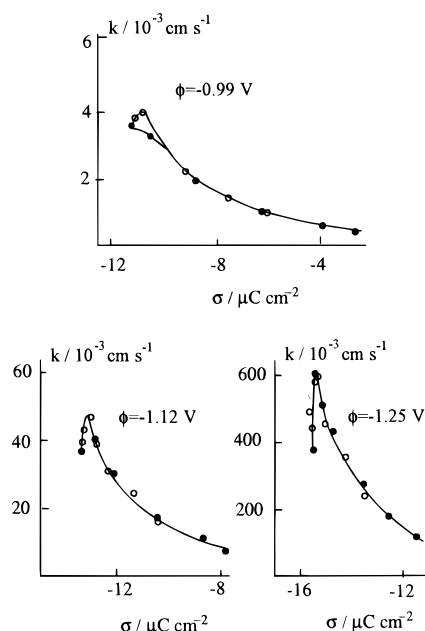 k / 10⁻³ cm s⁻¹
6
4
2
ϕ=-0.99 V
-12 -8 -4
σ / μC cm⁻²
k / 10⁻³ cm s⁻¹
60
40
20
ϕ=-1.12 V
-12 -8
σ / μC cm⁻²
k / 10⁻³ cm s⁻¹
600
400
200
ϕ=-1.25 V
-16 -12
σ / μC cm⁻²